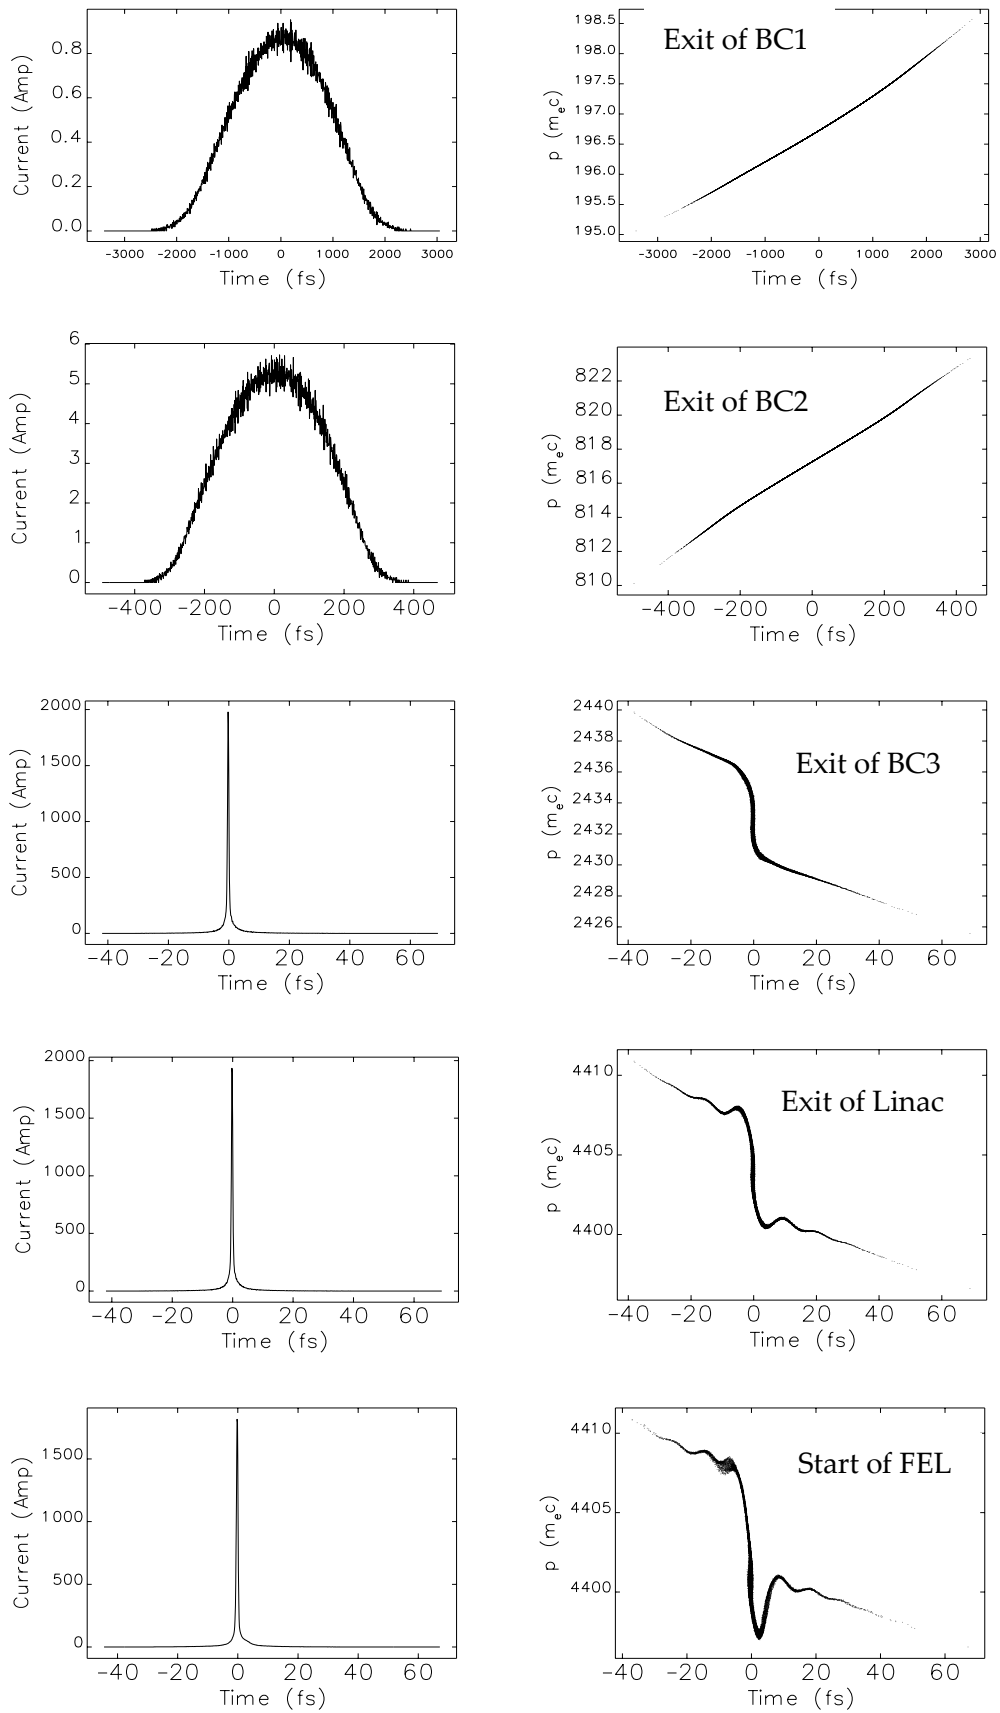 Current (Amp)
0.8
0.6
0.4
0.2
0.0
-3000 -2000 -1000 0 1000 2000 3000
Time (fs)
Exit of BC1
p (mec)
198.5
198.0
197.5
197.0
196.5
196.0
195.5
195.0
-3000 -2000 -1000 0 1000 2000 3000
Time (fs)
Current (Amp)
6
5
4
3
2
1
0
-400 -200 0 200 400
Time (fs)
Exit of BC2
p (mec)
822
820
818
816
814
812
810
-400 -200 0 200 400
Time (fs)
Current (Amp)
2000
1500
1000
500
0
-40 -20 0 20 40 60
Time (fs)
Exit of BC3
p (mec)
2440
2438
2436
2434
2432
2430
2428
2426
-40 -20 0 20 40 60
Time (fs)
Current (Amp)
2000
1500
1000
500
0
-40 -20 0 20 40 60
Time (fs)
Exit of Linac
p (mec)
4410
4405
4400
-40 -20 0 20 40 60
Time (fs)
Current (Amp)
1500
1000
500
0
-40 -20 0 20 40 60
Time (fs)
Start of FEL
p (mec)
4410
4405
4400
-40 -20 0 20 40 60
Time (fs)